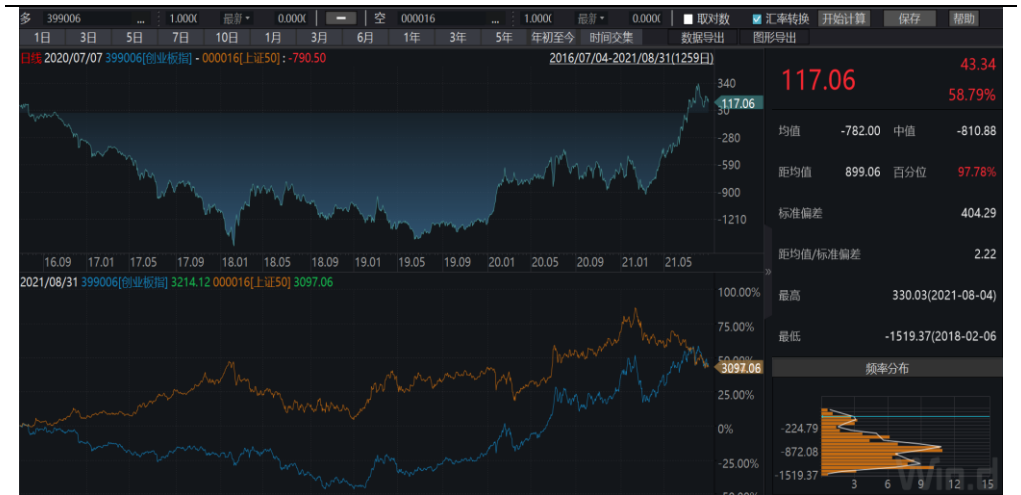 多 399006 ... 1.000( 最新 0.000( 空 000016 ... 1.000( 最新 0.000( 取对数 汇率转换 开始计算 保存 帮助
1日 3日 5日 7日 10日 1月 3月 6月 1年 3年 5年 年初至今 时间交集 数据导出 图形导出
日线 2020/07/07 399006[创业板指] - 000016[上证50] : -790.50 2016/07/04-2021/08/31(1259日)
340
117.06
30
-280
-590
-900
-1210
16.09 17.01 17.05 17.09 18.01 18.05 18.09 19.01 19.05 19.09 20.01 20.05 20.09 21.01 21.05
2021/08/31 399006[创业板指] 3214.12 000016[上证50] 3097.06
100.00%
75.00%
50.00%
3097.06
25.00%
0%
-25.00%
-50.00%
117.06 43.34
58.79%
均值 -782.00 中值 -810.88
距均值 899.06 百分位 97.78%
标准偏差 404.29
距均值/标准偏差 2.22
最高 330.03(2021-08-04)
最低 -1519.37(2018-02-06
频率分布
-224.79
-872.08
-1519.37
3 6 9 12 15
Win.d